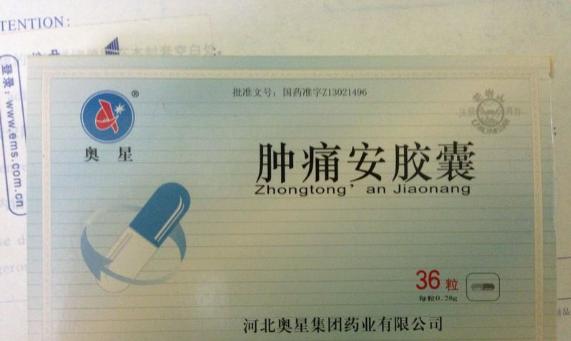 TENTION:
登录：www.ems.com.cn
批准文号：国药准字Z13021496
奥星
®
肿痛安胶囊
Zhongtong'an Jiaonang
36粒
每粒0.28g
河北奥星集团药业有限公司